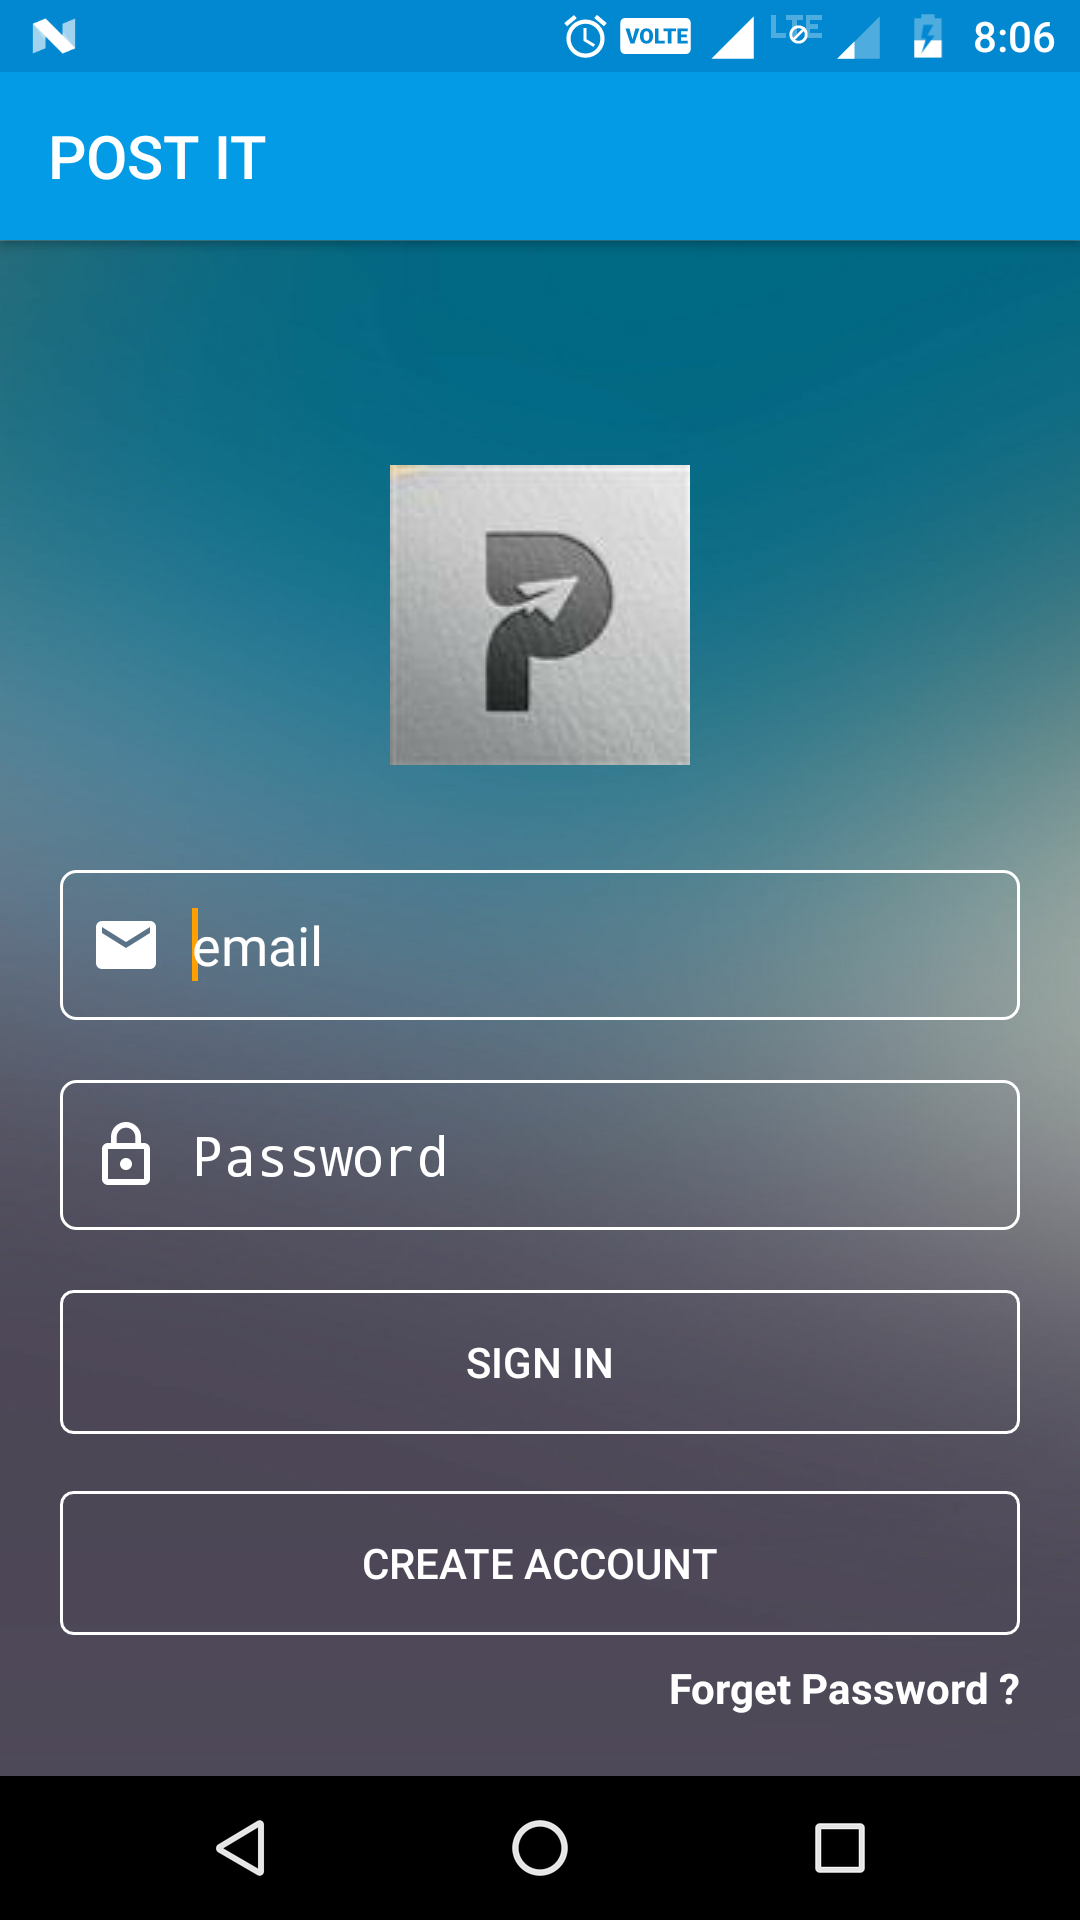 VOLTE LTE 8:06
POST IT
P
email
Password
SIGN IN
CREATE ACCOUNT
Forget Password ?